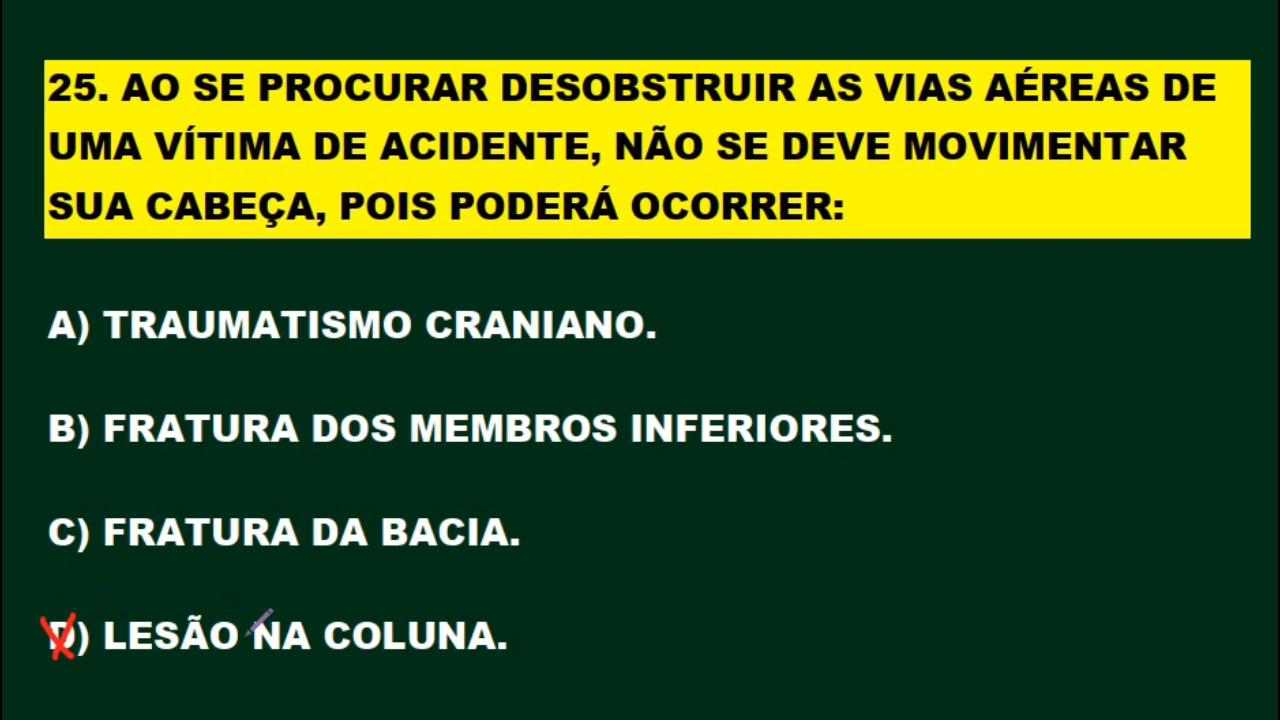 25. AO SE PROCURAR DESOBSTRUIR AS VIAS AÉREAS DE
UMA VÍTIMA DE ACIDENTE, NÃO SE DEVE MOVIMENTAR
SUA CABEÇA, POIS PODERÁ OCORRER:
A) TRAUMATISMO CRANIANO.
B) FRATURA DOS MEMBROS INFERIORES.
C) FRATURA DA BACIA.
D) LESÃO NA COLUNA.